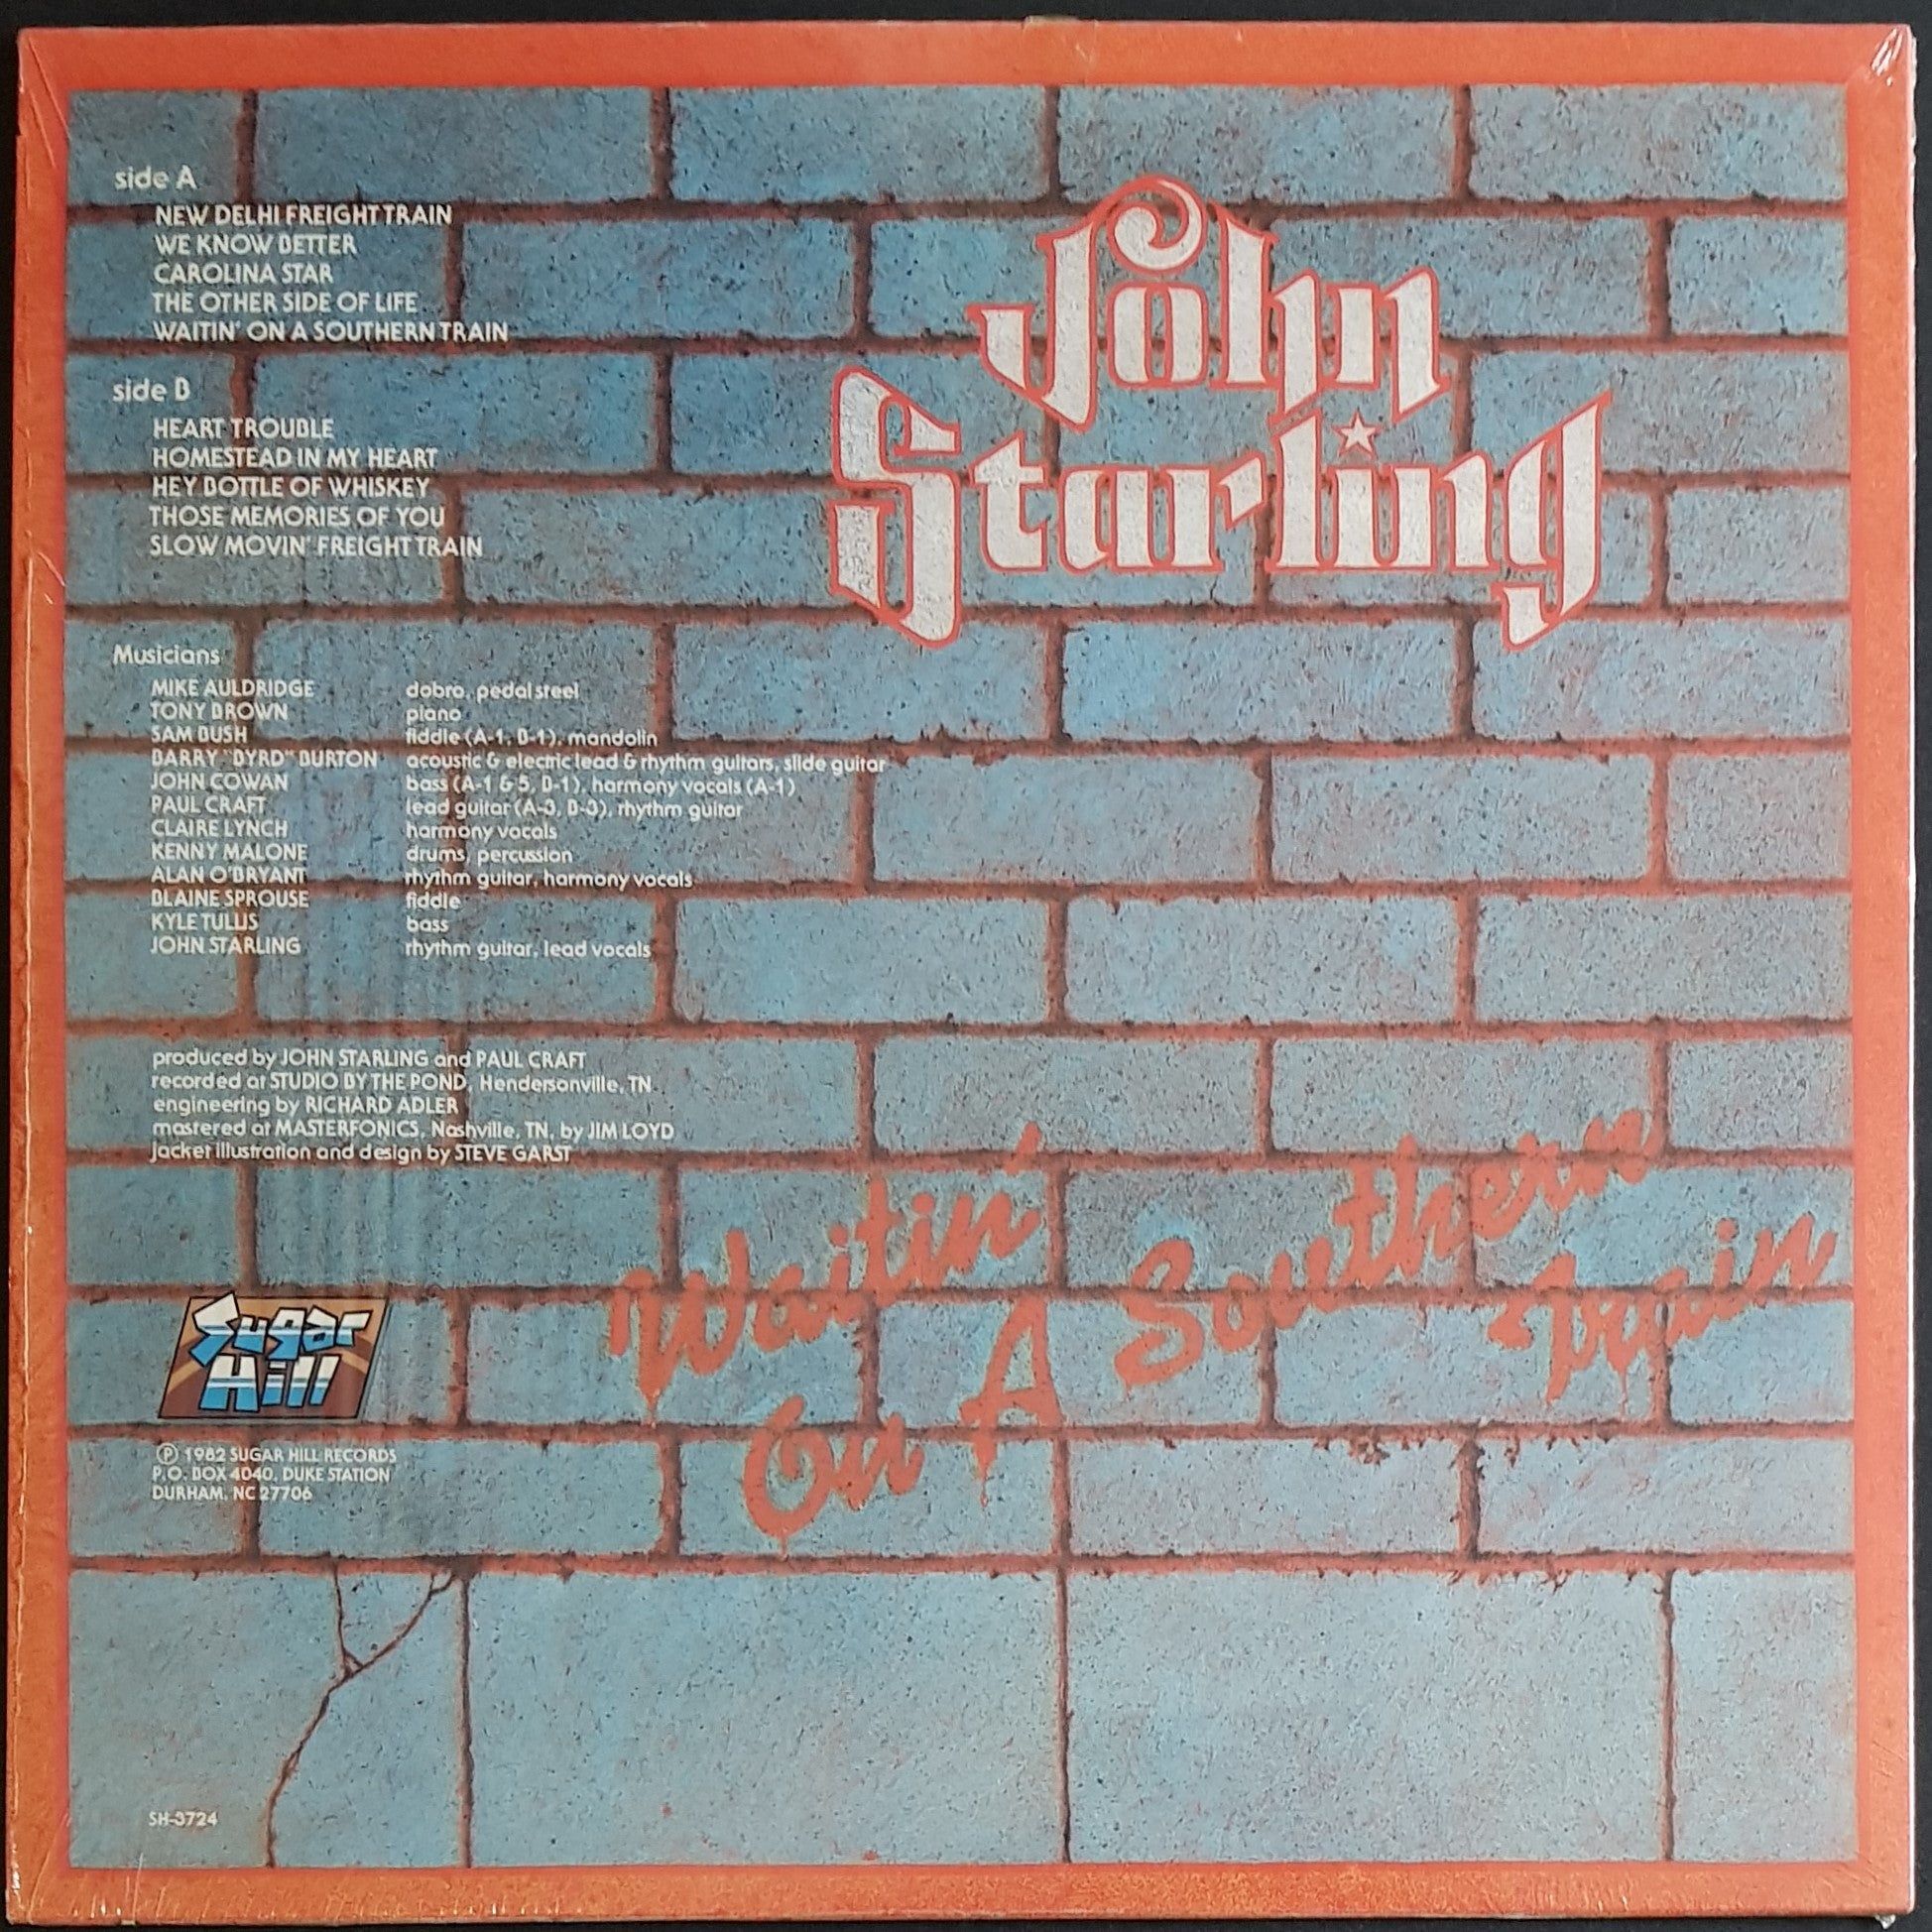 side A
NEW DELHI FREIGHT TRAIN
WE KNOW BETTER
CAROLINA STAR
THE OTHER SIDE OF LIFE
WAITIN' ON A SOUTHERN TRAIN
side B
HEART TROUBLE
HOMESTEAD IN MY HEART
HEY BOTTLE OF WHISKEY
THOSE MEMORIES OF YOU
SLOW MOVIN' FREIGHT TRAIN
John
Starling
Musicians
MIKE AULDRIDGE dobro, pedal steel
TONY BROWN piano
SAM BUSH fiddle (A-1, B-1), mandolin
BARRY "BYRD" BURTON acoustic & electric lead & rhythm guitars, slide guitar
JOHN COWAN bass (A-1 & 5, B-1), harmony vocals (A-1)
PAUL CRAFT lead guitar (A-3, B-3), rhythm guitar
CLAIRE LYNCH harmony vocals
KENNY MALONE drums, percussion
ALAN O'BRYANT rhythm guitar, harmony vocals
BLAINE SPROUSE fiddle
KYLE TULLIS bass
JOHN STARLING rhythm guitar, lead vocals
produced by JOHN STARLING and PAUL CRAFT
recorded at STUDIO BY THE POND, Hendersonville, TN
engineering by RICHARD ADLER
mastered at MASTERFONICS, Nashville, TN, by JIM LOYD
jacket illustration and design by STEVE GARST
Waitin'
On A Southern
Train
Sugar
Hill
℗ 1982 SUGAR HILL RECORDS
P.O. BOX 4040, DUKE STATION
DURHAM, NC 27706
SH-3724